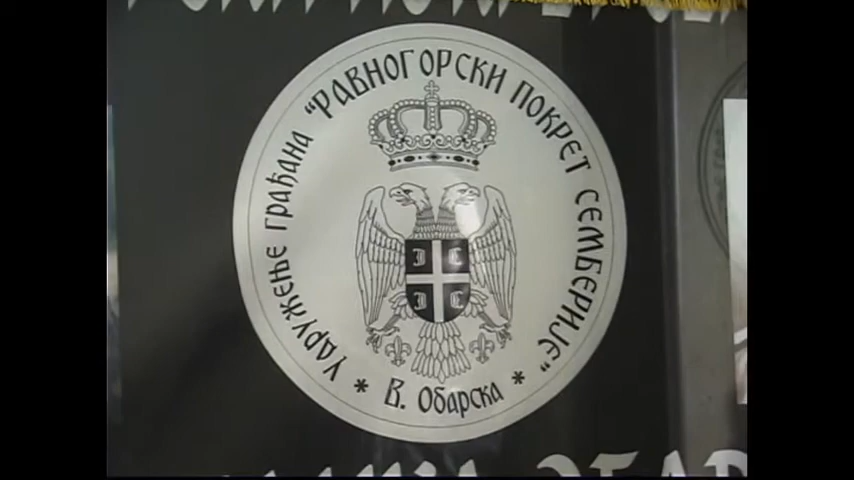 Удружење грађана "Равногорски покрет Семберије"
* В. Обарска *